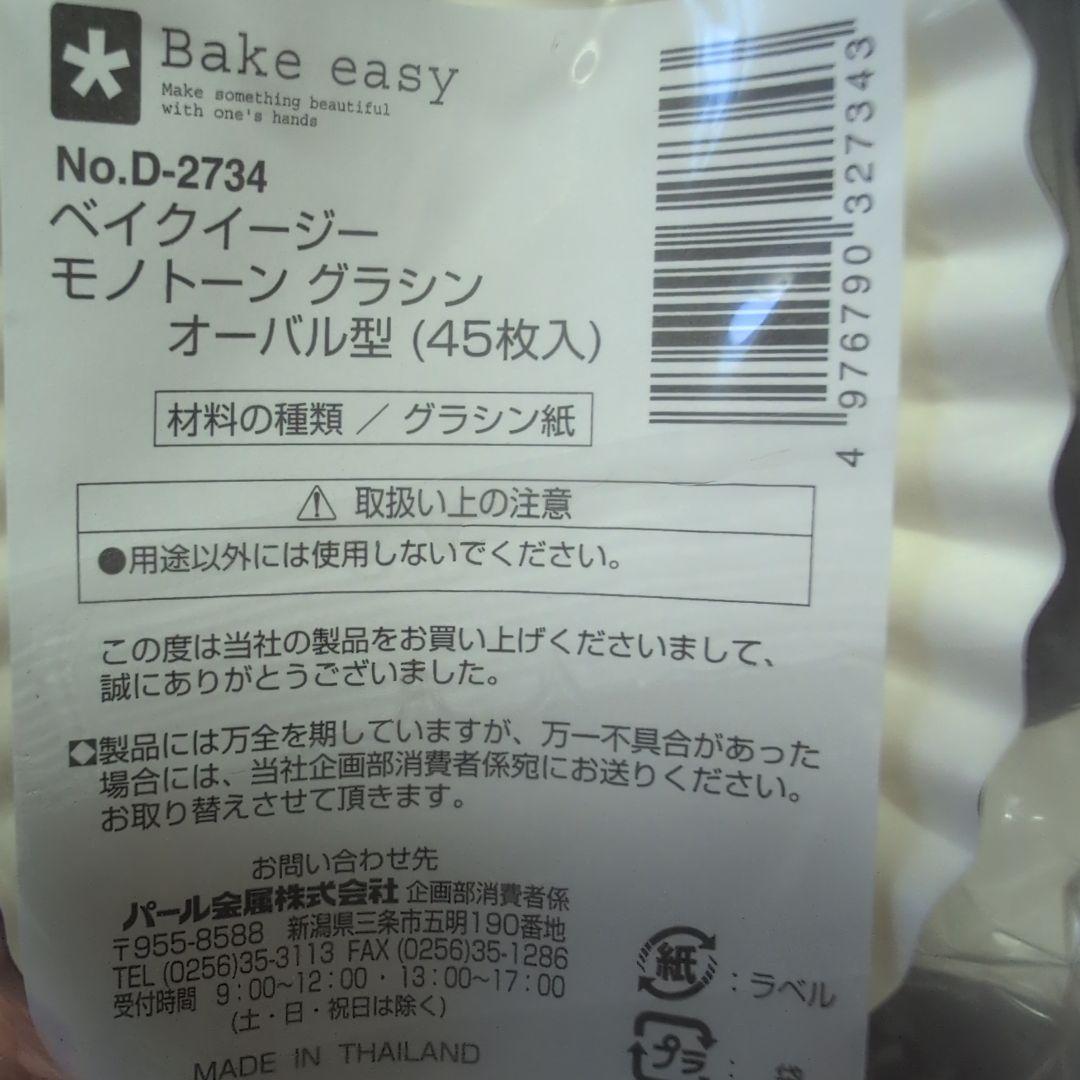 Bake easy
Make something beautiful
with one's hands
No.D-2734
ベイクイージー
モノトーン グラシン
オーバル型 (45枚入)
材料の種類 / グラシン紙
取扱い上の注意
●用途以外には使用しないでください。
この度は当社の製品をお買い上げくださいまして、
誠にありがとうございました。
製品には万全を期していますが、万一不具合があった
場合には、当社企画部消費者係宛にお送りください。
お取り替えさせて頂きます。
お問い合わせ先
パール金属株式会社 企画部消費者係
〒955-8588 新潟県三条市五明190番地
TEL (0256)35-3113 FAX (0256)35-1286
受付時間 9:00~12:00・13:00~17:00
(土・日・祝日は除く)
MADE IN THAILAND
4 976790 327343
紙 : ラベル
プラ :